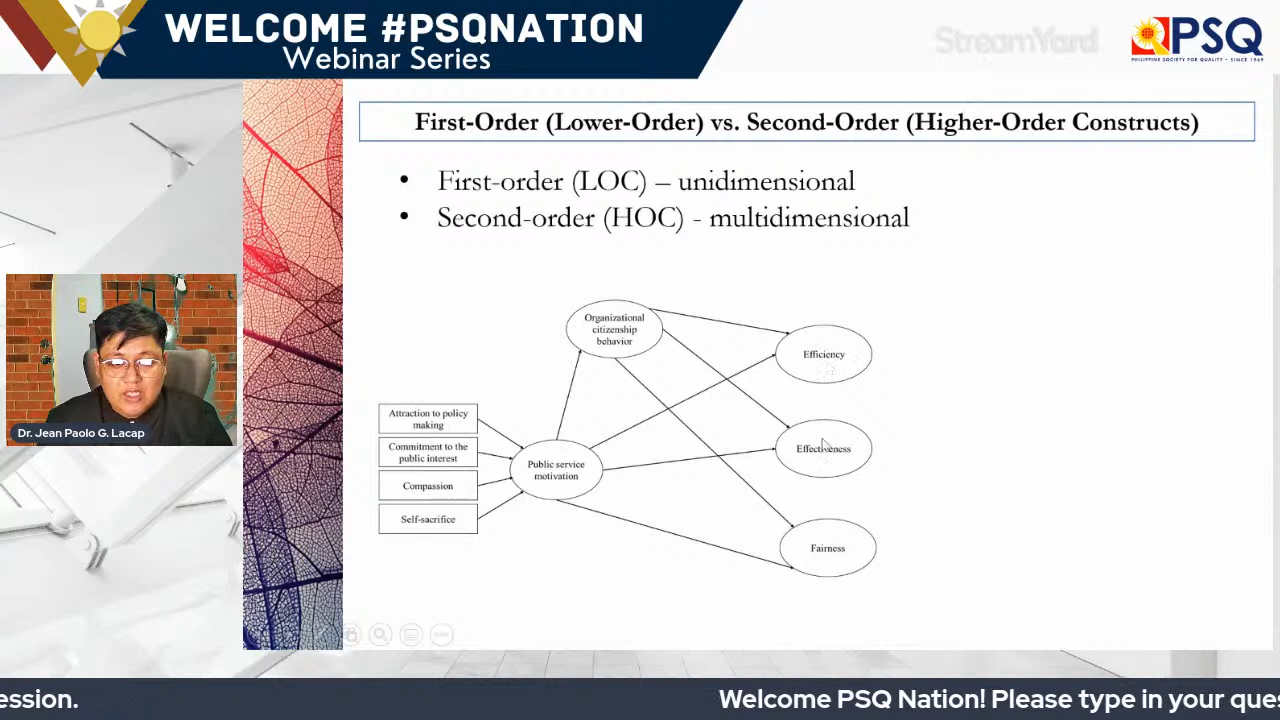 WELCOME #PSQNATION
Webinar Series
StreamYard
PSQ
PHILIPPINE SOCIETY FOR QUALITY • SINCE 1969
First-Order (Lower-Order) vs. Second-Order (Higher-Order Constructs)
• First-order (LOC) – unidimensional
• Second-order (HOC) - multidimensional
Organizational
citizenship
behavior
Efficiency
Attraction to policy
making
Commitment to the
public interest
Compassion
Self-sacrifice
Public service
motivation
Effectiveness
Fairness
Dr. Jean Paolo G. Lacap
ession.
Welcome PSQ Nation! Please type in your ques